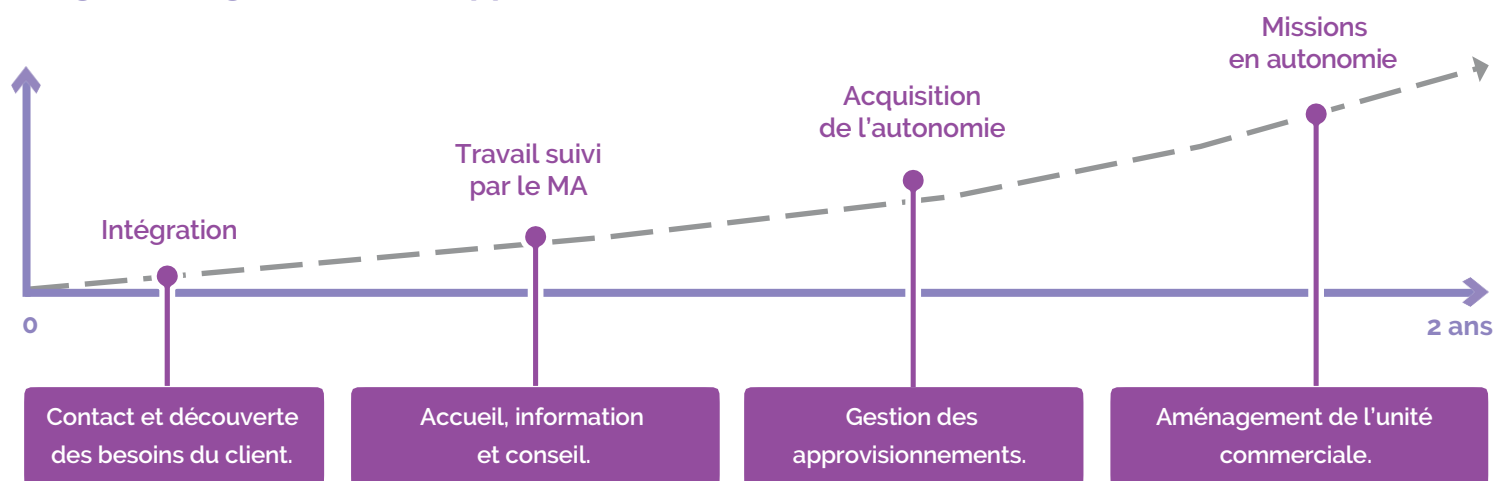 Missions
en autonomie
Acquisition
de l'autonomie
Travail suivi
par le MA
Intégration
0
2 ans
Contact et découverte
des besoins du client.
Accueil, information
et conseil.
Gestion des
approvisionnements.
Aménagement de l'unité
commerciale.